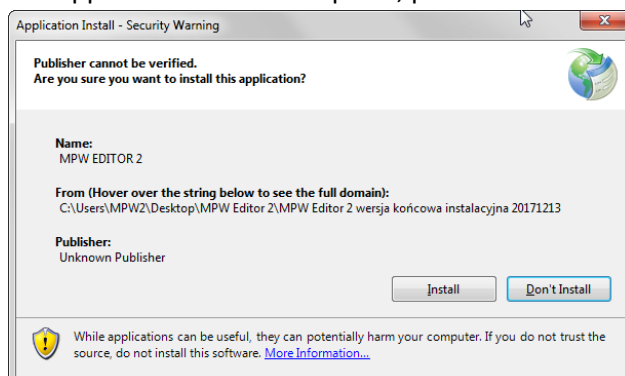 Application Install - Security Warning
Publisher cannot be verified.
Are you sure you want to install this application?
Name:
MPW EDITOR 2
From (Hover over the string below to see the full domain):
C:\Users\MPW2\Desktop\MPW Editor 2\MPW Editor 2 wersja końcowa instalacyjna 20171213
Publisher:
Unknown Publisher
Install
Don't Install
While applications can be useful, they can potentially harm your computer. If you do not trust the
source, do not install this software. More Information...